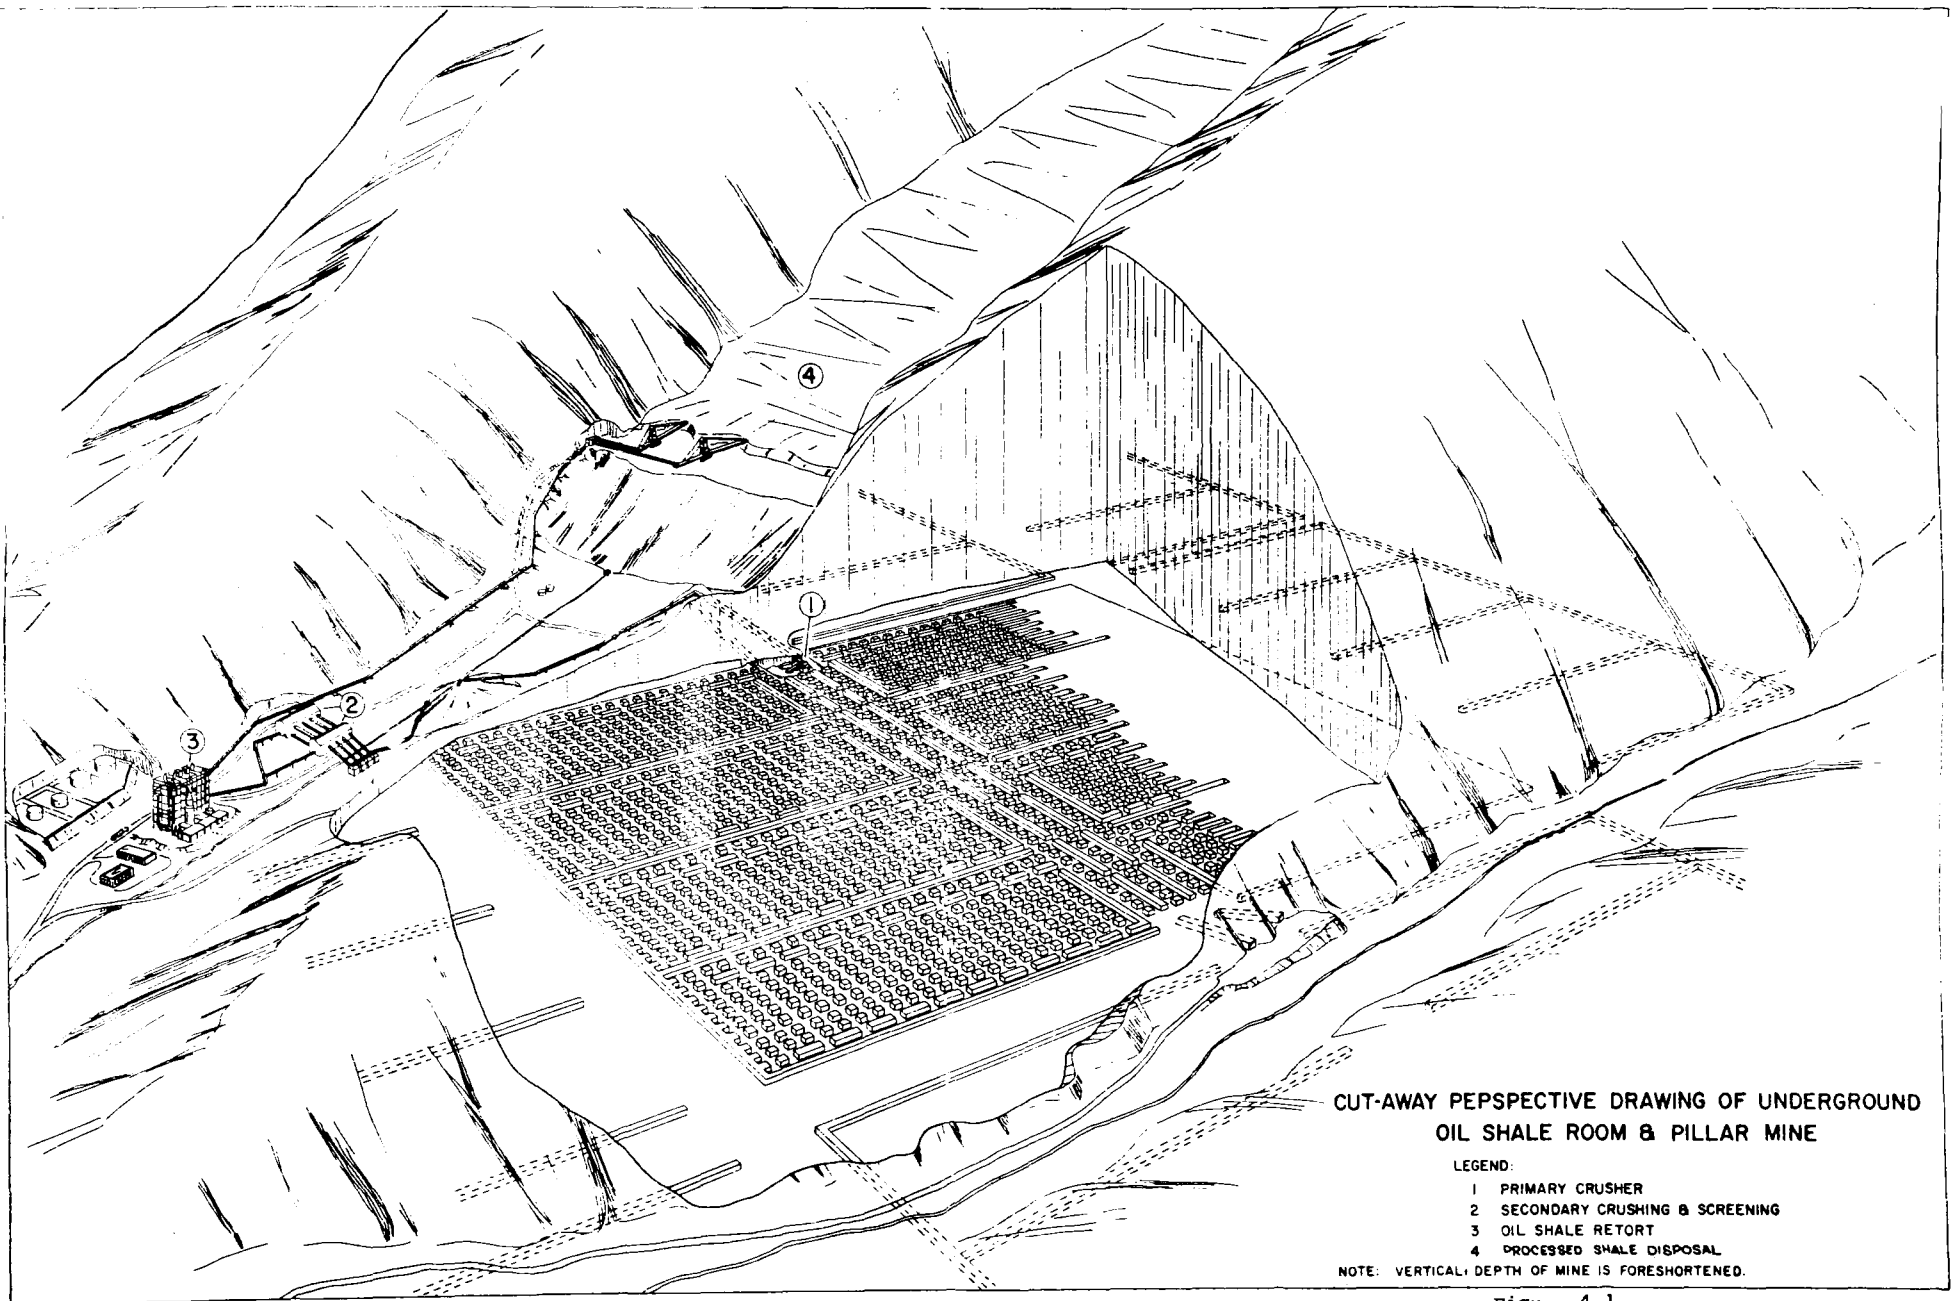 4
1
2
3
CUT-AWAY PEPSPECTIVE DRAWING OF UNDERGROUND
OIL SHALE ROOM & PILLAR MINE
LEGEND:
1 PRIMARY CRUSHER
2 SECONDARY CRUSHING & SCREENING
3 OIL SHALE RETORT
4 PROCESSED SHALE DISPOSAL
NOTE: VERTICAL DEPTH OF MINE IS FORESHORTENED.
4-1